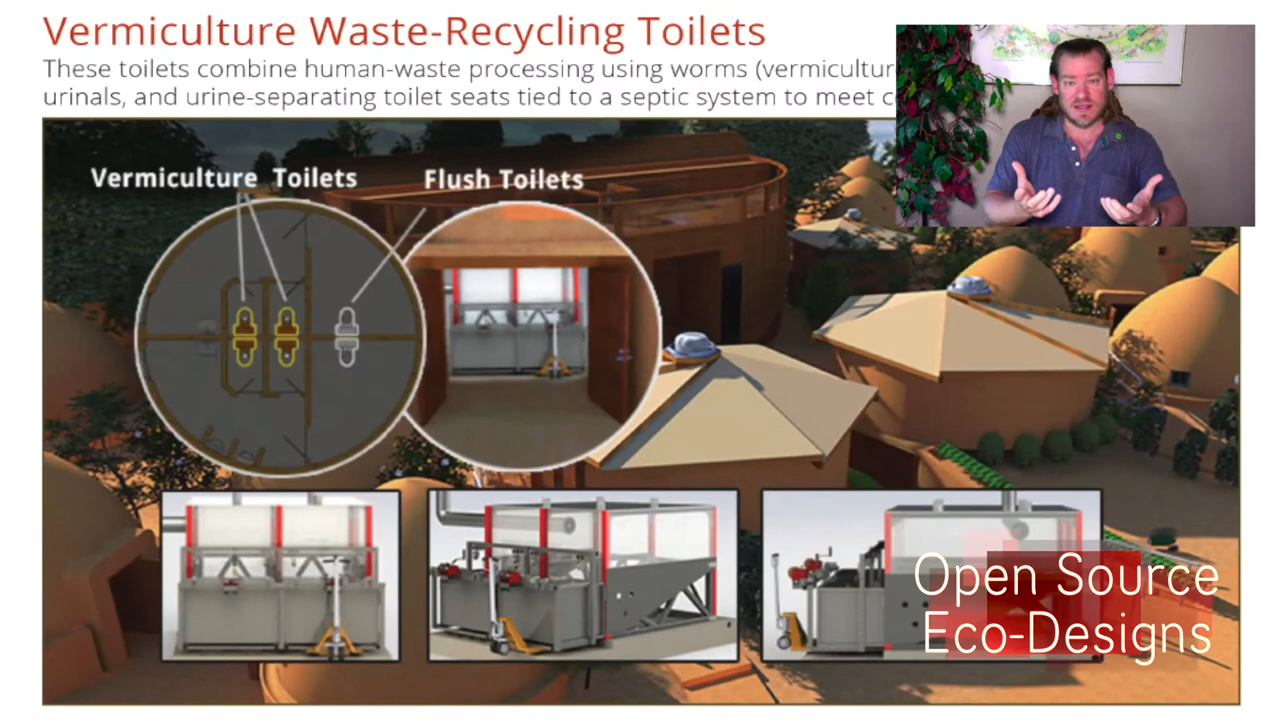 Vermiculture Waste-Recycling Toilets
These toilets combine human-waste processing using worms
urinals, and urine-separating toilet seats tied to a septic system to meet
Vermiculture Toilets
Flush Toilets
Open Source
Eco-Designs